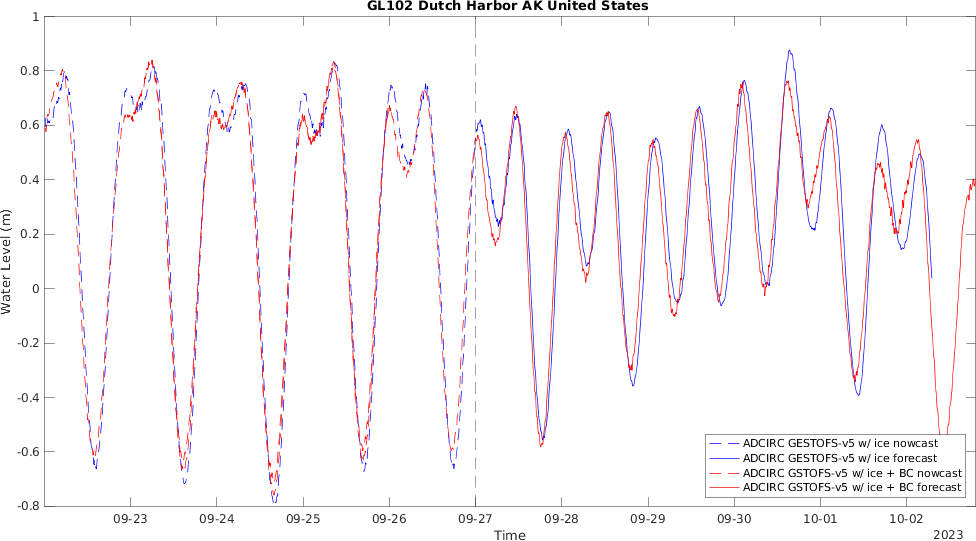 GL102 Dutch Harbor AK United States
Water Level (m)
1
0.8
0.6
0.4
0.2
0
-0.2
-0.4
-0.6
-0.8
ADCIRC GESTOFS-v5 w/ ice nowcast
ADCIRC GESTOFS-v5 w/ ice forecast
ADCIRC GSTOFS-v5 w/ ice + BC nowcast
ADCIRC GSTOFS-v5 w/ ice + BC forecast
09-23 09-24 09-25 09-26 09-27 09-28 09-29 09-30 10-01 10-02
Time
2023